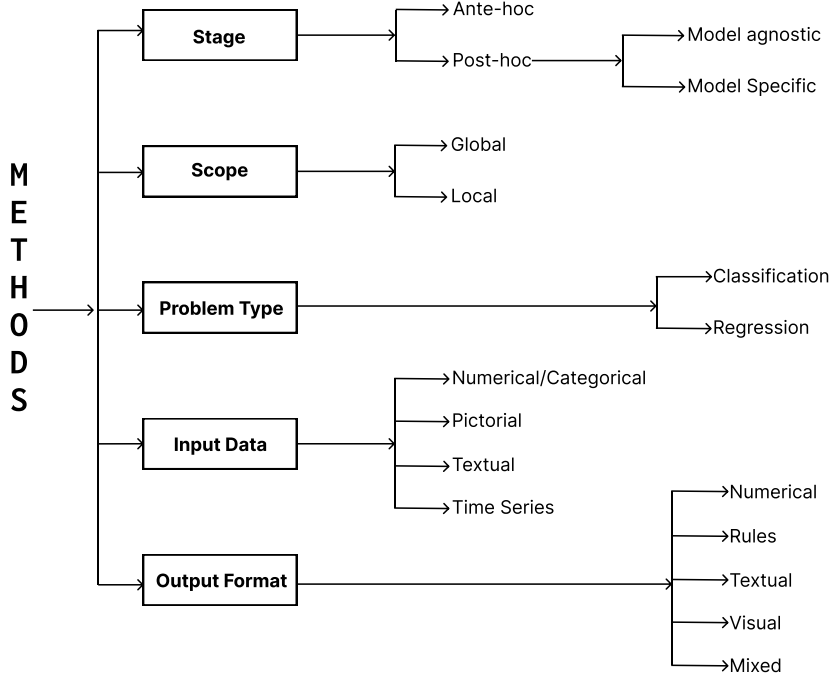 METHODS
Stage
Ante-hoc
Post-hoc
Model agnostic
Model Specific
Scope
Global
Local
Problem Type
Classification
Regression
Input Data
Numerical/Categorical
Pictorial
Textual
Time Series
Output Format
Numerical
Rules
Textual
Visual
Mixed